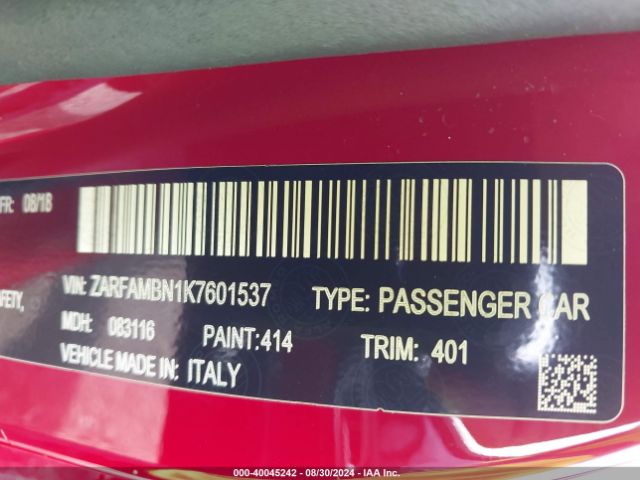 FR: 08/18
VIN: ZARFAMBN1K7601537
TYPE: PASSENGER CAR
AFETY,
MDH: 083116
PAINT:414
TRIM: 401
VEHICLE MADE IN: ITALY
000-40045242 - 08/30/2024 - IAA Inc.